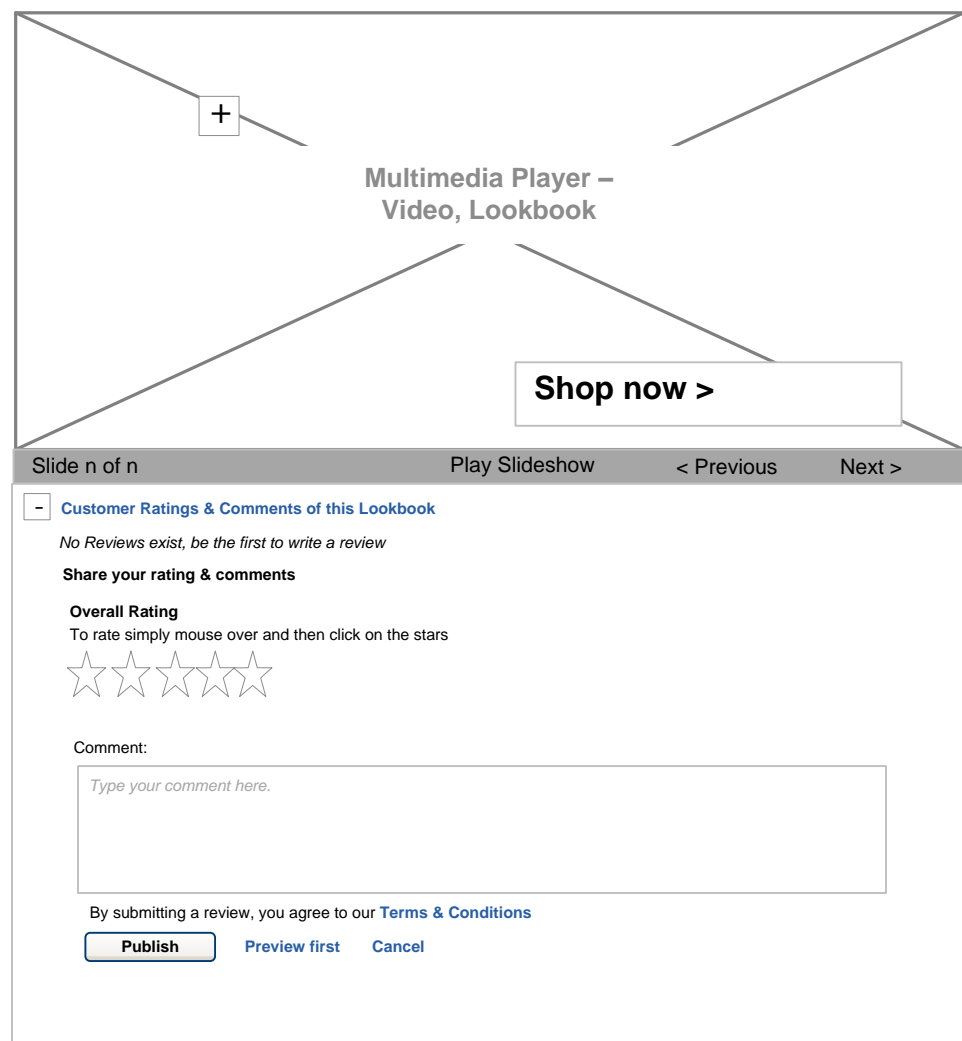 +
Multimedia Player –
Video, Lookbook
Shop now >
Slide n of n Play Slideshow < Previous Next >
- Customer Ratings & Comments of this Lookbook
No Reviews exist, be the first to write a review
Share your rating & comments
Overall Rating
To rate simply mouse over and then click on the stars
Comment:
Type your comment here.
By submitting a review, you agree to our Terms & Conditions
Publish Preview first Cancel